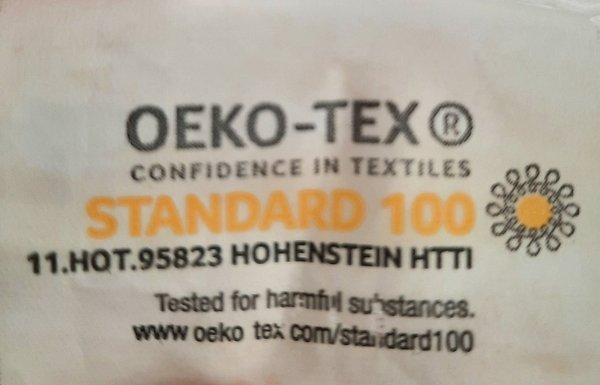 OEKO-TEX®
CONFIDENCE IN TEXTILES
STANDARD 100
11.HQT.95823 HOHENSTEIN HTTI
Tested for harmful substances.
www.oeko-tex.com/standard100